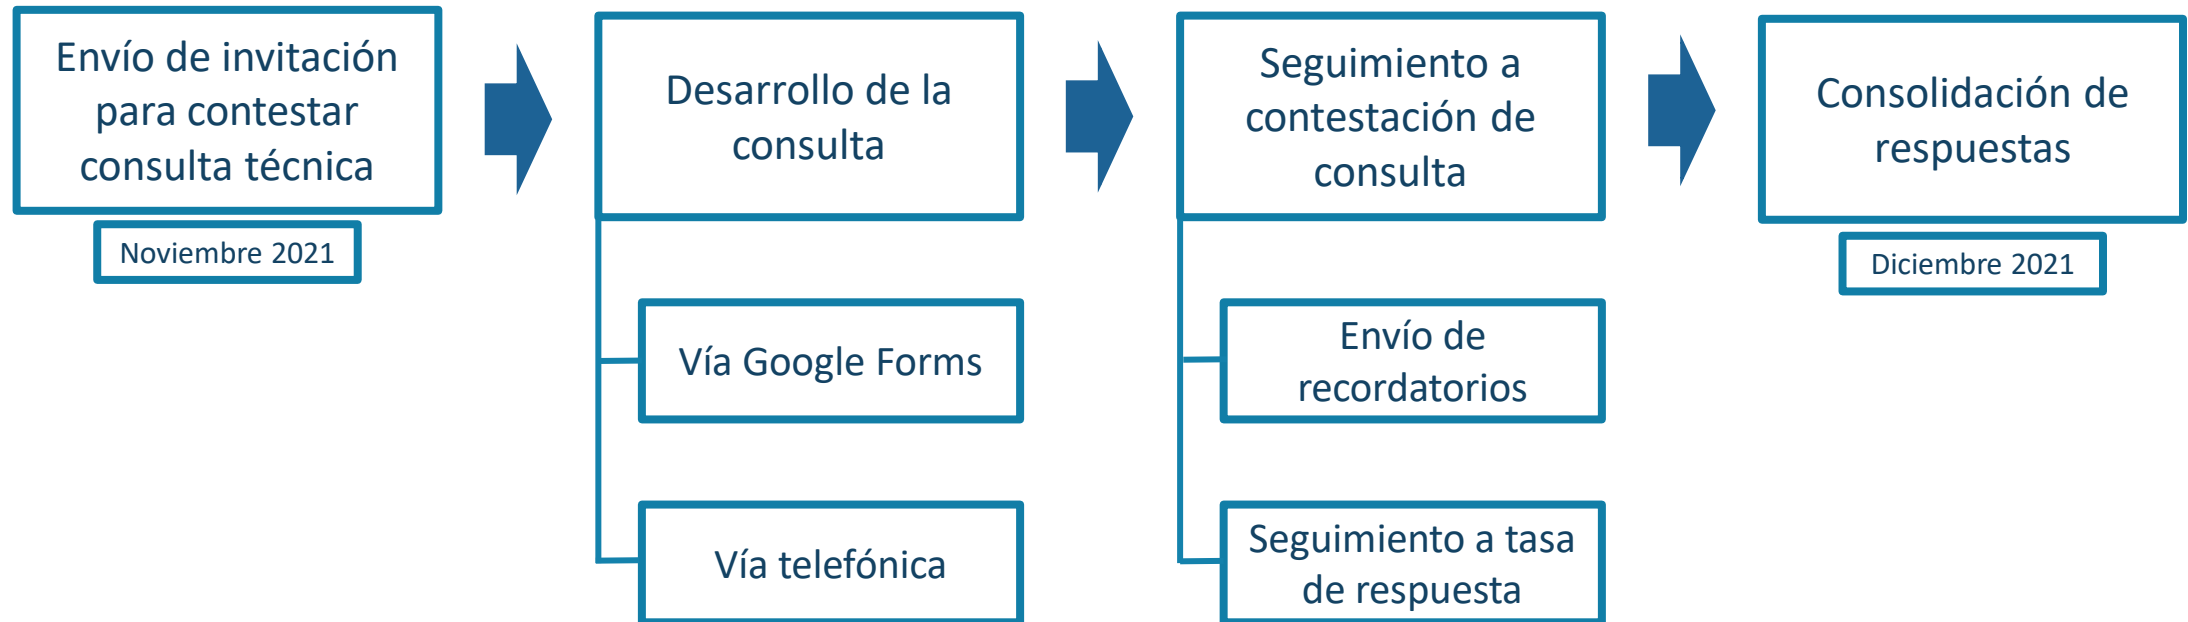 Envío de invitación
para contestar
consulta técnica
Noviembre 2021
Desarrollo de la
consulta
Vía Google Forms
Vía telefónica
Seguimiento a
contestación de
consulta
Envío de
recordatorios
Seguimiento a tasa
de respuesta
Consolidación de
respuestas
Diciembre 2021